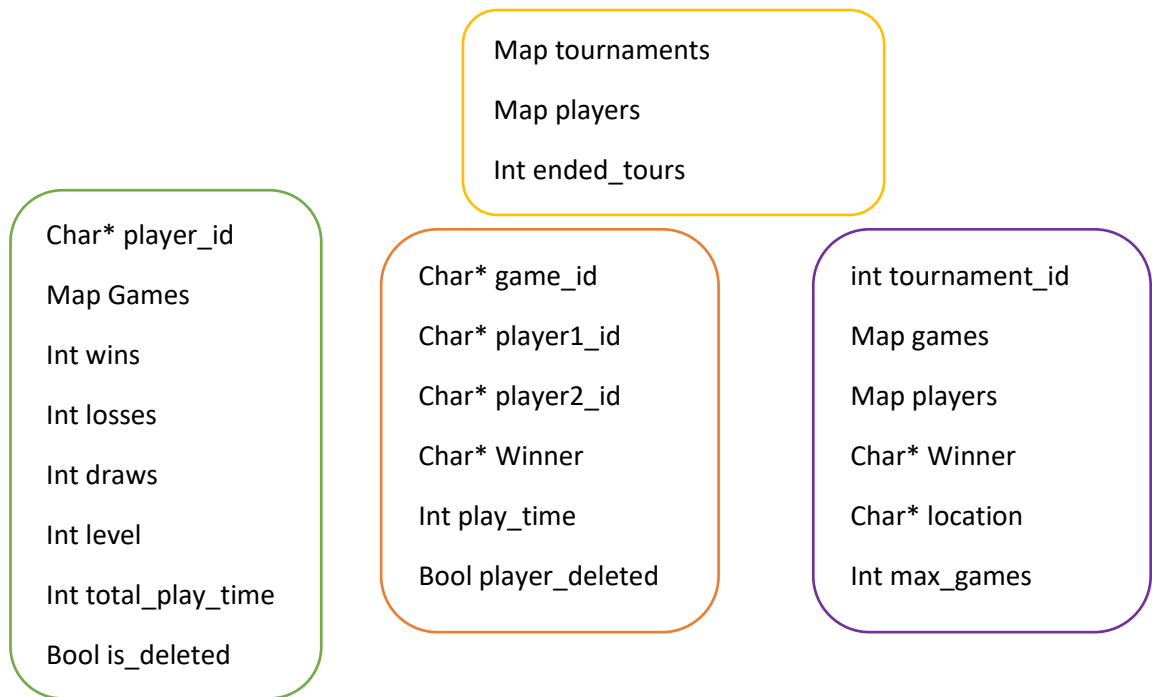 Map tournaments
Map players
Int ended_tours
Char* player_id
Map Games
Int wins
Int losses
Int draws
Int level
Int total_play_time
Bool is_deleted
Char* game_id
Char* player1_id
Char* player2_id
Char* Winner
Int play_time
Bool player_deleted
int tournament_id
Map games
Map players
Char* Winner
Char* location
Int max_games